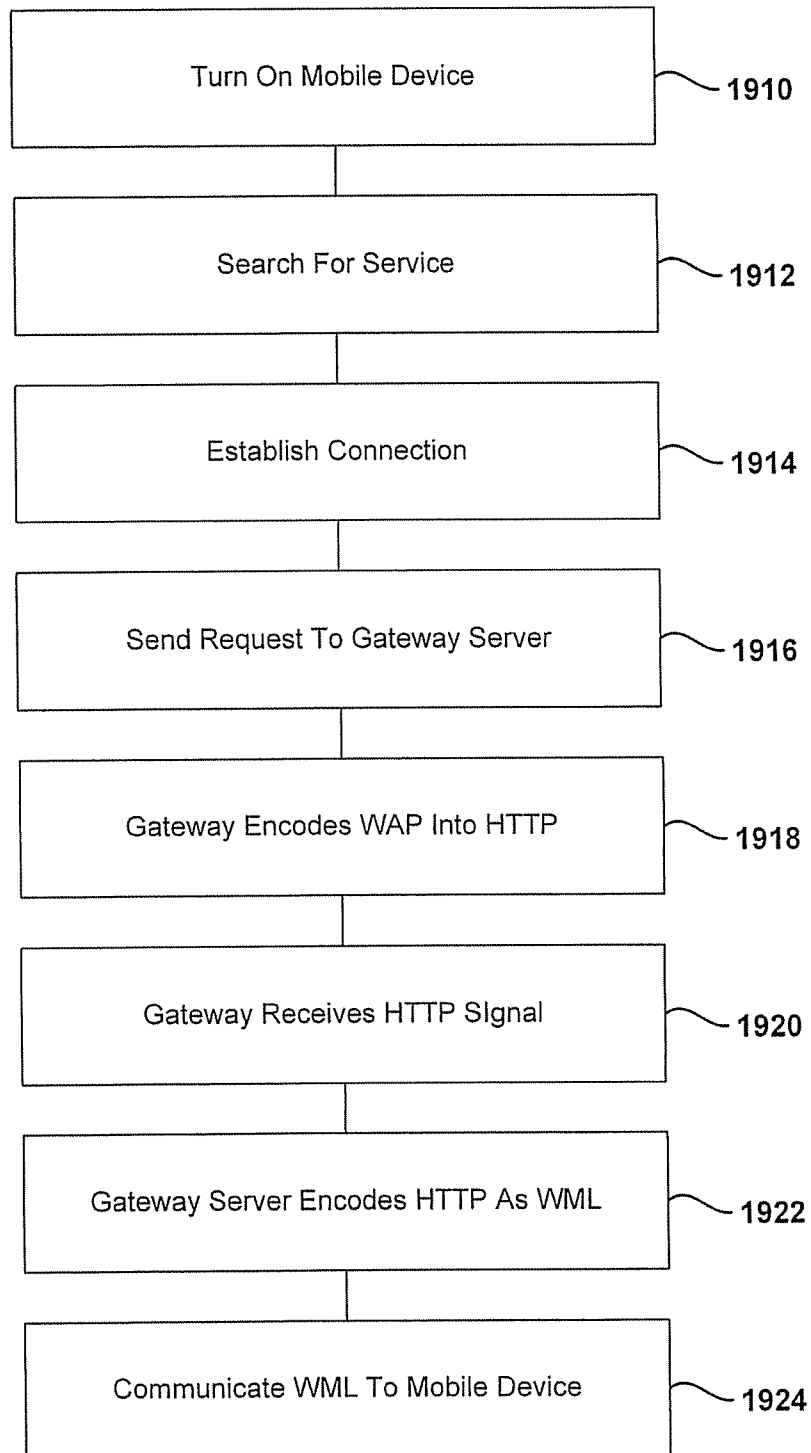 Turn On Mobile Device
1910
Search For Service
1912
Establish Connection
1914
Send Request To Gateway Server
1916
Gateway Encodes WAP Into HTTP
1918
Gateway Receives HTTP SIgnal
1920
Gateway Server Encodes HTTP As WML
1922
Communicate WML To Mobile Device
1924